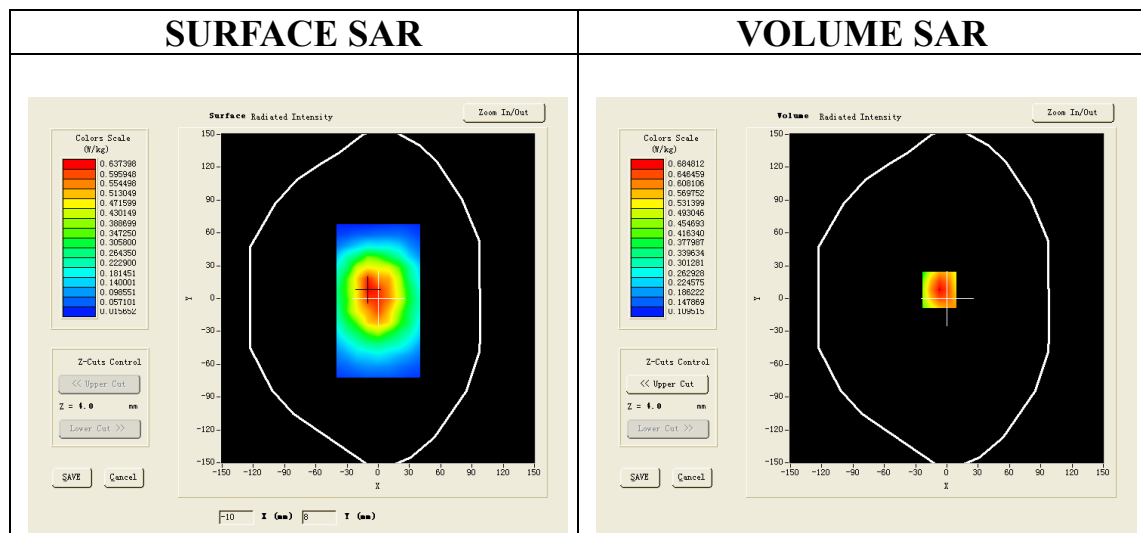 SURFACE SAR
VOLUME SAR
Surface Radiated Intensity
Zoom In/Out
Colors Scale
(W/kg)
0.637398
0.595948
0.554498
0.513049
0.471599
0.430149
0.388699
0.347250
0.305800
0.264350
0.222900
0.181451
0.140001
0.098551
0.057101
0.015652
150
120
90
60
30
0
-30
-60
-90
-120
-150
Y
-150 -120 -90 -60 -30 0 30 60 90 120 150
X
Z-Cuts Control
<< Upper Cut
Z = 4.0 mm
Lower Cut >>
SAVE Cancel
-10 X (mm) 8 Y (mm)
Volume Radiated Intensity
Zoom In/Out
Colors Scale
(W/kg)
0.684812
0.646459
0.608106
0.569752
0.531399
0.493046
0.454693
0.416340
0.377987
0.339634
0.301281
0.262928
0.224575
0.186222
0.147869
0.109515
150
120
90
60
30
0
-30
-60
-90
-120
-150
Y
-150 -120 -90 -60 -30 0 30 60 90 120 150
X
Z-Cuts Control
<< Upper Cut
Z = 4.0 mm
Lower Cut >>
SAVE Cancel